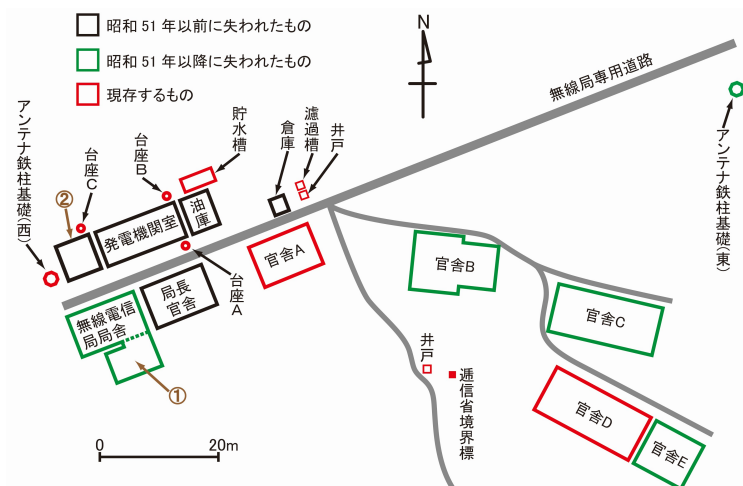 昭和51年以前に失われたもの
昭和51年以降に失われたもの
現存するもの
N
無線局専用道路
アンテナ鉄柱基礎(西)
台座C
②
台座B
貯水槽
倉庫
濾過槽
井戸
アンテナ鉄柱基礎(東)
発電機関室
油庫
台座A
官舎A
官舎B
局長
官舎
無線電信
局局舎
①
官舎C
井戸
逓信省境界標
官舎D
官舎E
0
20m